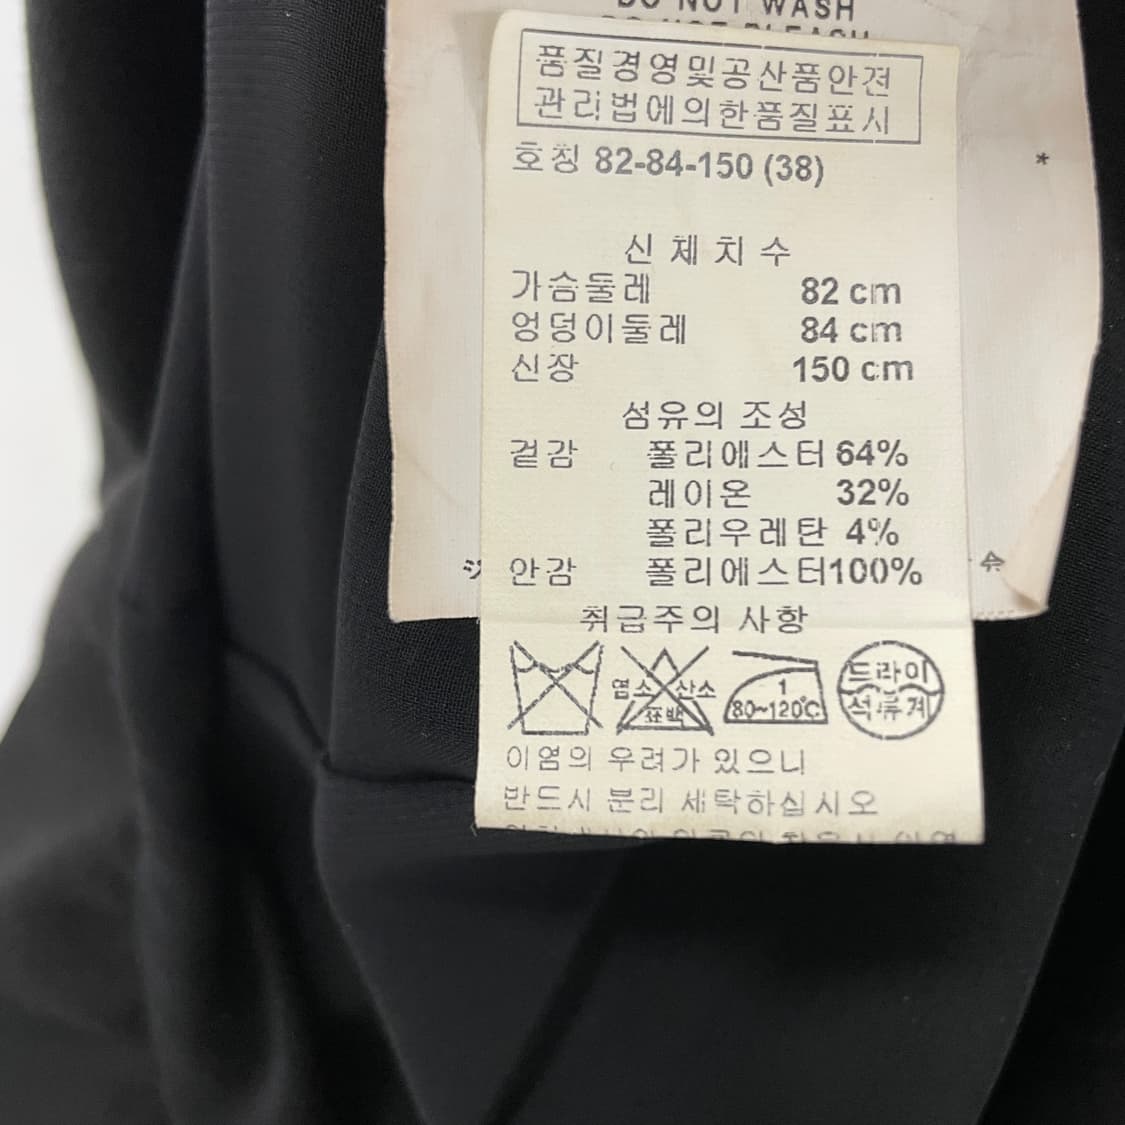 DO NOT WASH
DO NOT BLEACH
품질경영및공산품안전
관리법에의한품질표시
호칭 82-84-150 (38)
*
신체치수
가슴둘레 82 cm
엉덩이둘레 84 cm
신장 150 cm
섬유의 조성
겉감 폴리에스터 64%
레이온 32%
폴리우레탄 4%
안감 폴리에스터100%
취급주의 사항
염소 산소 표백
1 80~120℃
드라이 석유계
이염의 우려가 있으니
반드시 분리 세탁하십시오